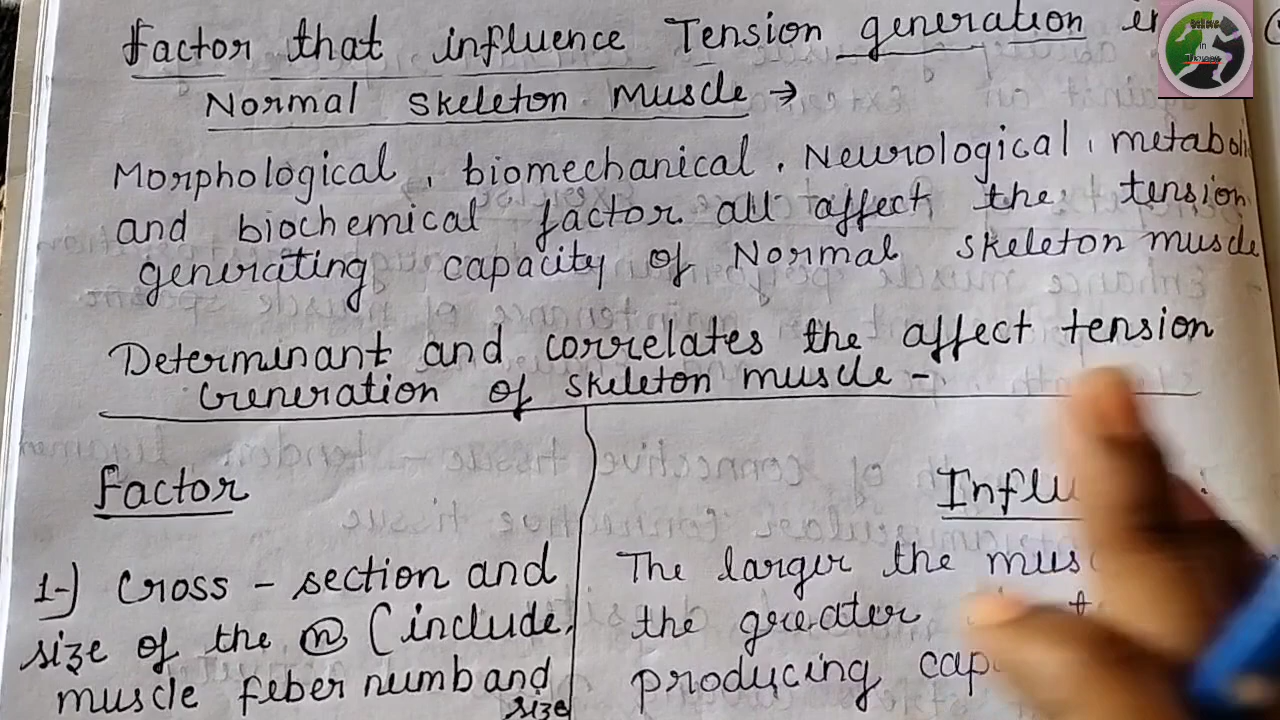 Factor that influence Tension generation in
Normal skeleton Muscle →
Morphological, biomechanical, Neurological, metaboli
and biochemical factor all affect the tension
generating capacity of Normal skeleton muscle
Determinant and correlates the affect tension
Generation of skeleton muscle -
Factor
Influ
1-) Cross - section and
size of the (m) (include,
muscle feber numb and
size
The larger the mus
the greater
producing cap